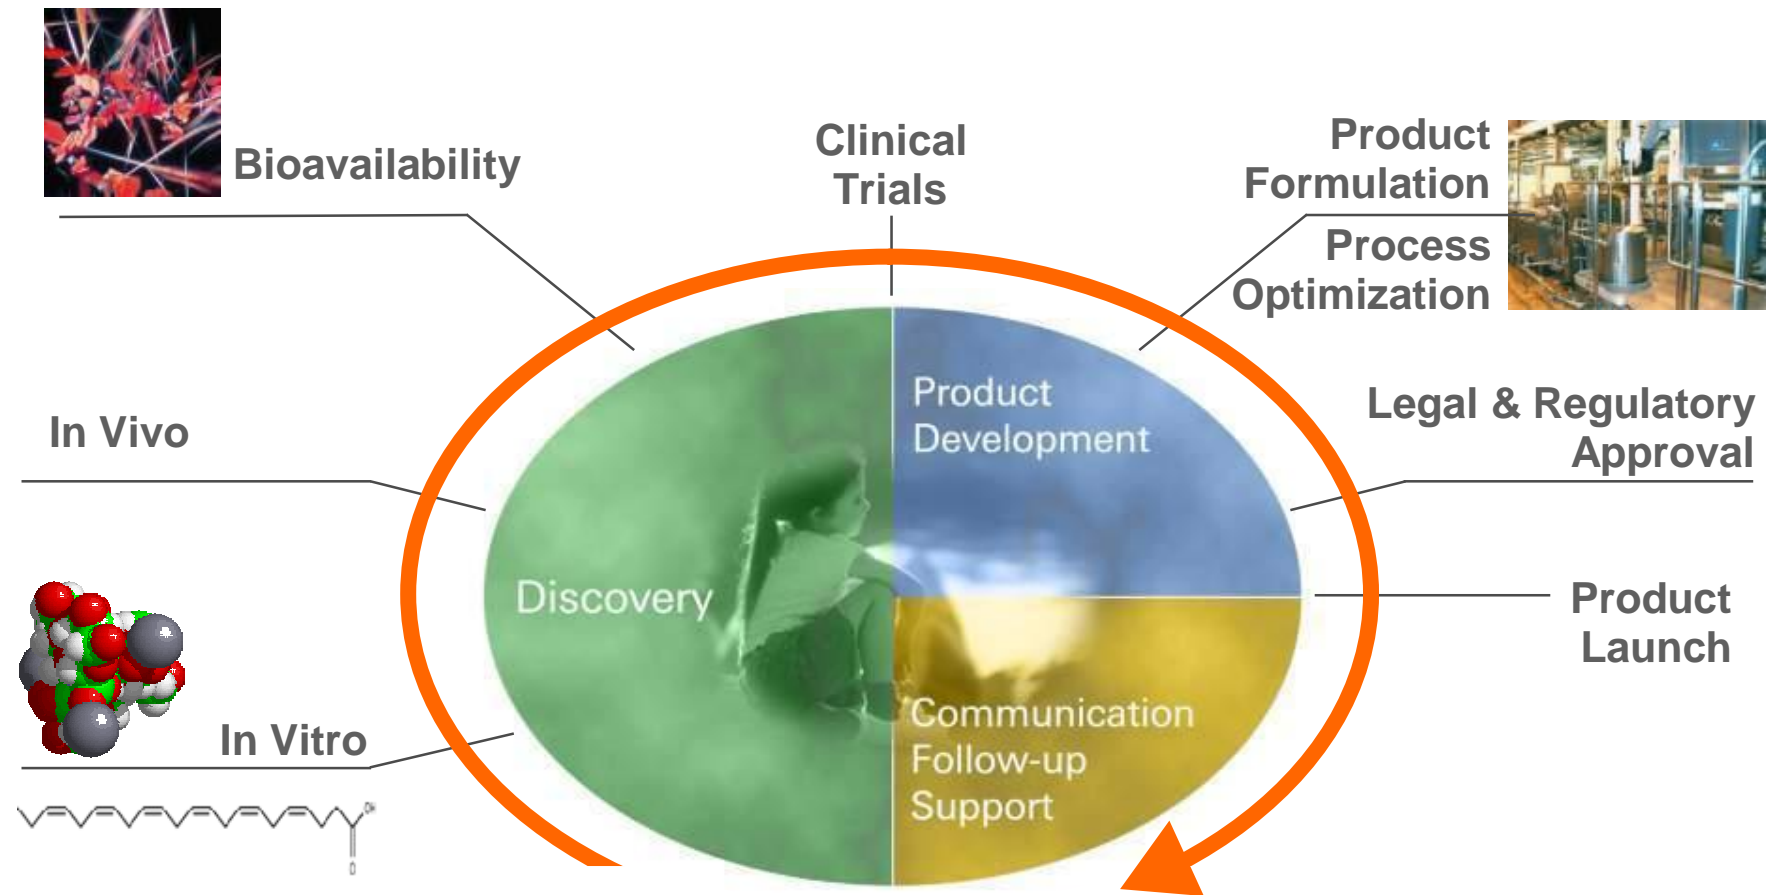 Bioavailability
Clinical
Trials
Product
Formulation
Process
Optimization
In Vivo
Product
Development
Legal & Regulatory
Approval
Discovery
Product
Launch
In Vitro
Communication
Follow-up
Support